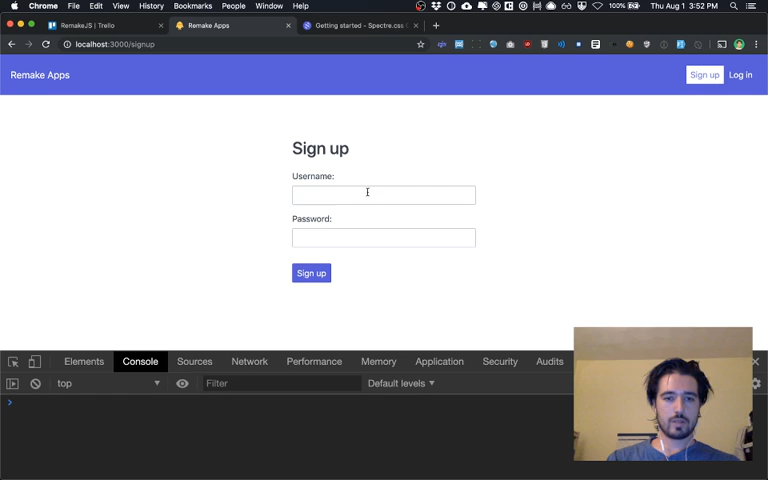 Chrome File Edit View History Bookmarks People Window Help 100% Thu Aug 1 3:52 PM
RemakeJS | Trello Remake Apps Getting started - Spectre.css
localhost:3000/signup
Remake Apps Sign up Log in
Sign up
Username:
Password:
Sign up
Elements Console Sources Network Performance Memory Application Security Audits
top Filter Default levels